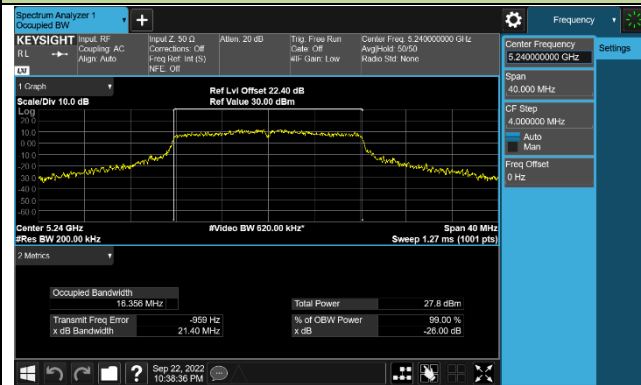 Spectrum Analyzer 1
Occupied BW
Frequency
KEYSIGHT
RL
LXI
Input: RF
Coupling: AC
Align: Auto
Input Z: 50 Ω
Corrections: Off
Freq Ref: Int (S)
NFE: Off
Atten: 20 dB
Trig: Free Run
Gate: Off
#IF Gain: Low
Center Freq: 5.240000000 GHz
Avg|Hold: 50/50
Radio Std: None
Center Frequency
5.240000000 GHz
Settings
Span
40.000 MHz
CF Step
4.000000 MHz
Auto
Man
Freq Offset
0 Hz
1 Graph
Scale/Div 10.0 dB
Ref Lvl Offset 22.40 dB
Ref Value 30.00 dBm
Log
20.0
10.0
0.00
-10.0
-20.0
-30.0
-40.0
-50.0
-60.0
Center 5.24 GHz
#Video BW 620.00 kHz*
Span 40 MHz
#Res BW 200.00 kHz
Sweep 1.27 ms (1001 pts)
2 Metrics
Occupied Bandwidth
16.356 MHz
Total Power 27.8 dBm
Transmit Freq Error -959 Hz
% of OBW Power 99.00 %
x dB Bandwidth 21.40 MHz
x dB -26.00 dB
?
Sep 22, 2022
10:38:36 PM